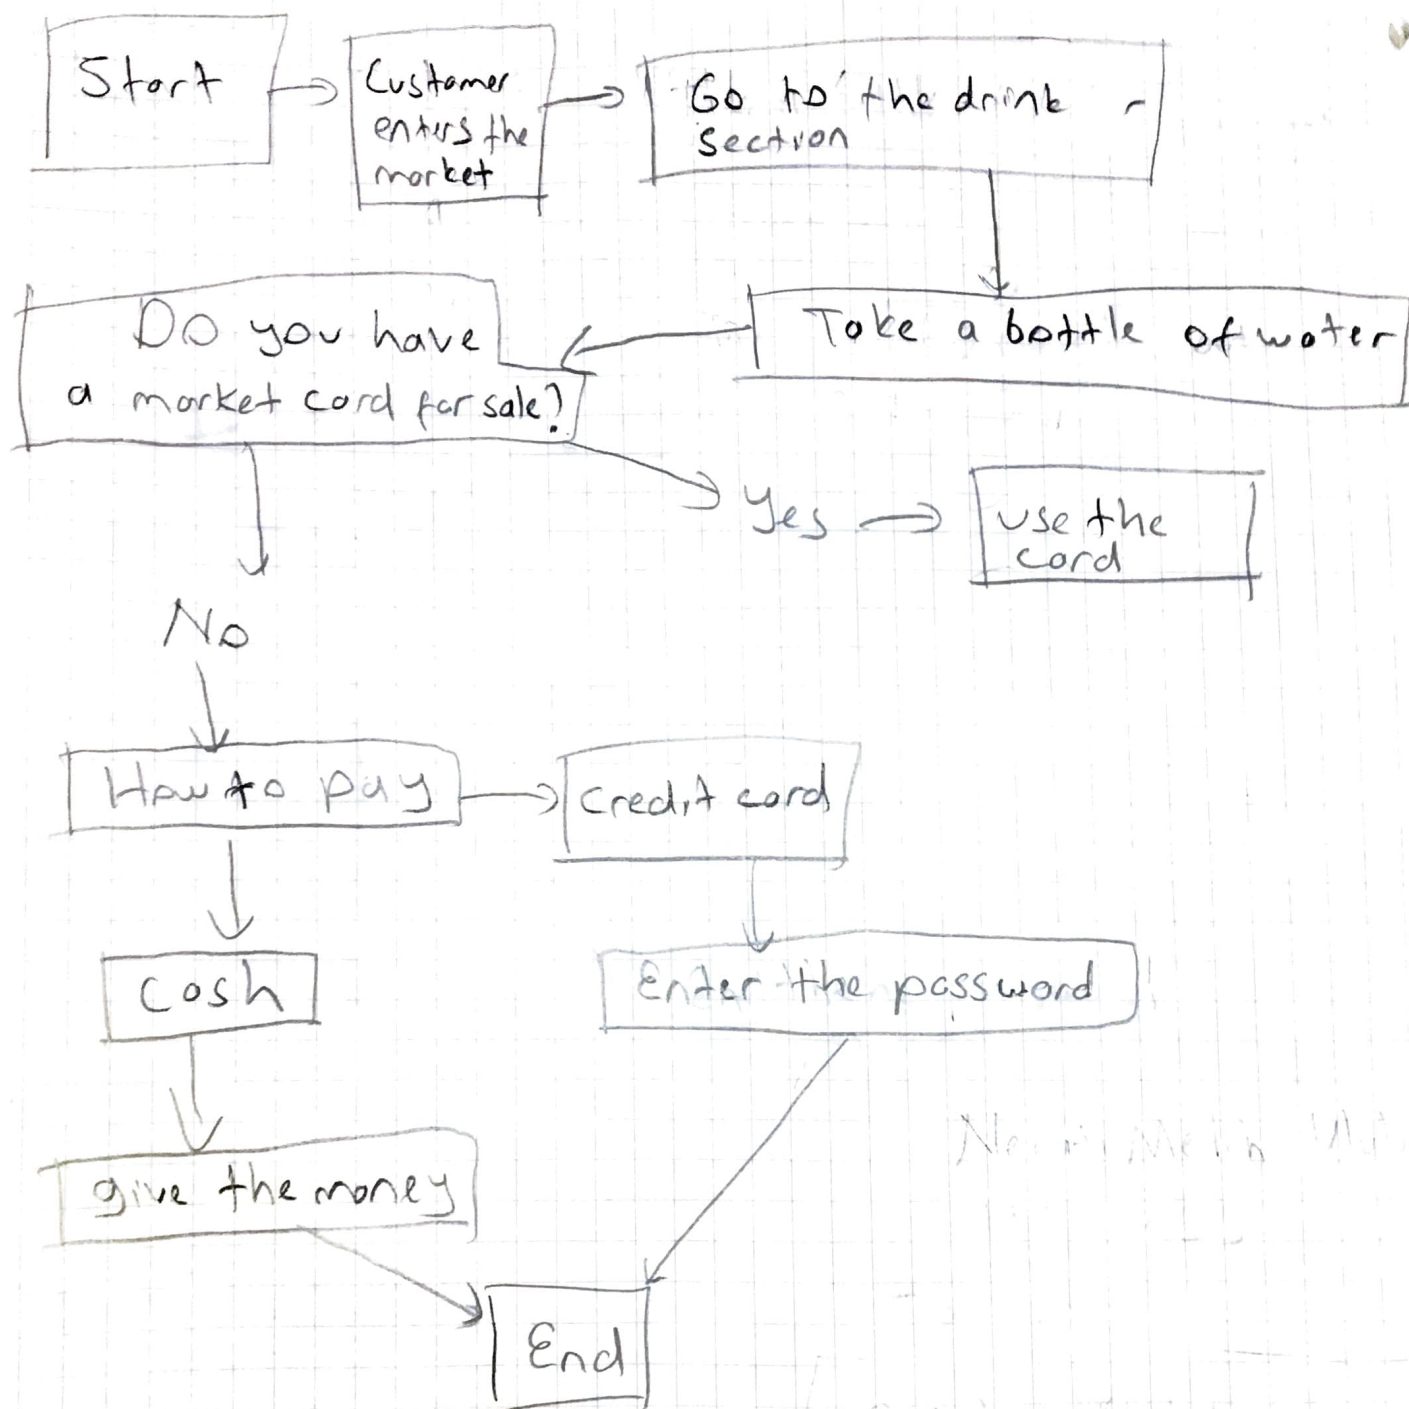 Start
Customer
enters the
market
Go to the drink -
section
Take a bottle of water
Do you have
a market card for sale?
Yes
use the
card
No
How to pay
credit card
Cash
Enter the password
give the money
End